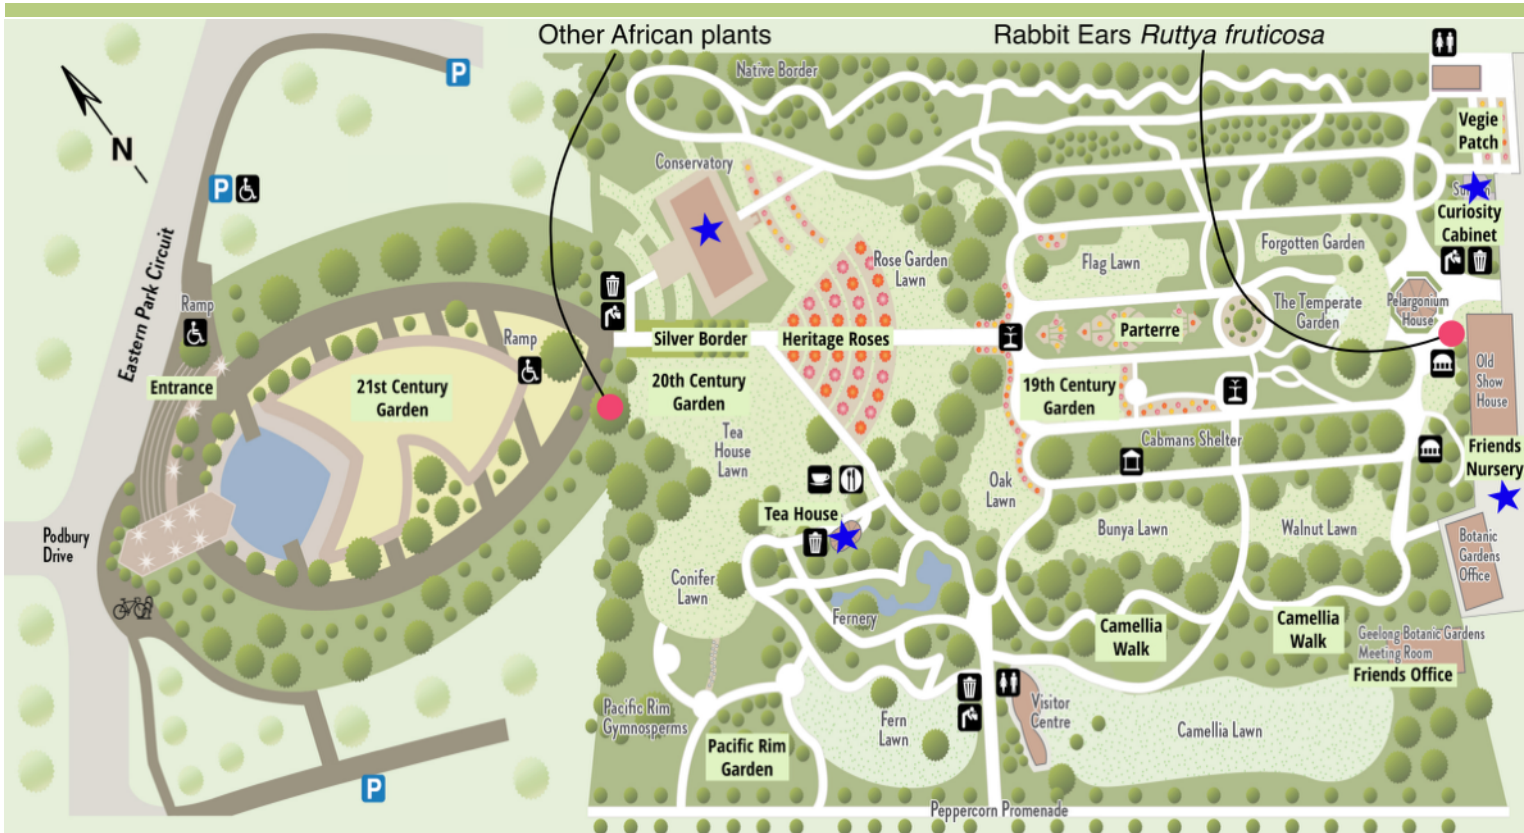 Other African plants
Rabbit Ears Ruttya fruticosa
Native Border
P
N
Vegie
Patch
Conservatory
P
Curiosity
Cabinet
Eastern Park Circuit
Rose Garden
Lawn
Flag Lawn
Forgotten Garden
Ramp
The Temperate
Garden
Pelargonium
House
Ramp
Silver Border
Heritage Roses
Parterre
Entrance
21st Century
Garden
20th Century
Garden
19th Century
Garden
Old
Show
House
Tea
House
Lawn
Cabmans Shelter
Friends
Nursery
Oak
Lawn
Tea House
Bunya Lawn
Walnut Lawn
Podbury
Drive
Botanic
Gardens
Office
Conifer
Lawn
Fernery
Camellia
Walk
Camellia
Walk
Geelong Botanic Gardens
Meeting Room
Friends Office
Pacific Rim
Gymnosperms
Visitor
Centre
Fern
Lawn
Camellia Lawn
Pacific Rim
Garden
P
Peppercorn Promenade